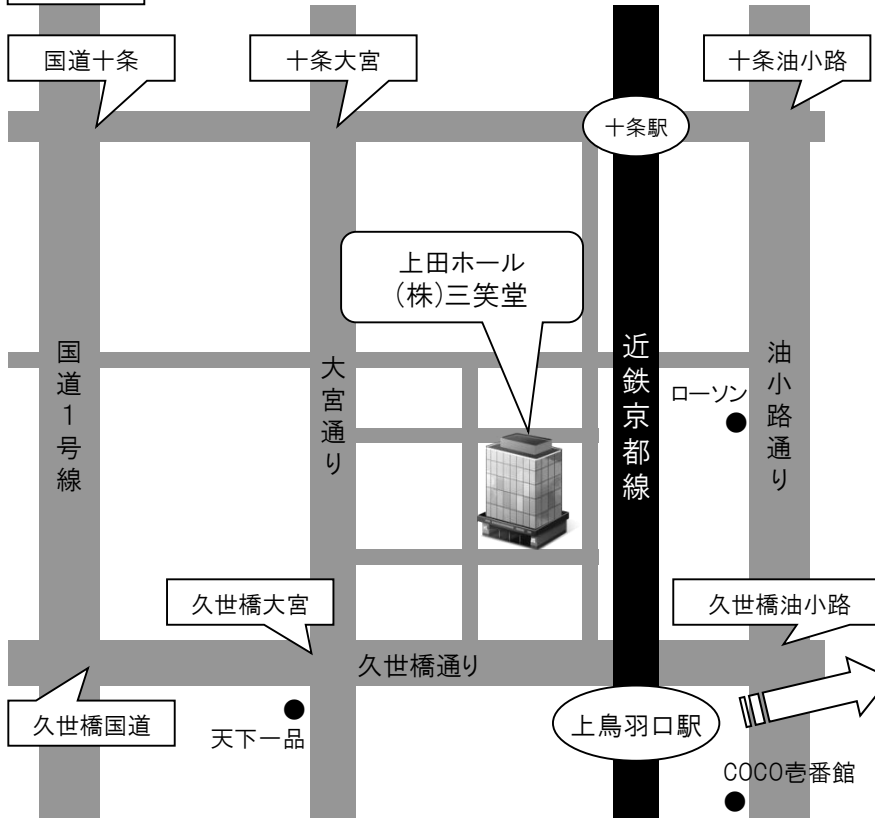 国道十条
十条大宮
十条油小路
十条駅
上田ホール
(株)三笑堂
国道1号線
大宮通り
近鉄京都線
ローソン
油小路通り
久世橋大宮
久世橋油小路
久世橋通り
久世橋国道
天下一品
上鳥羽口駅
COCO壱番館